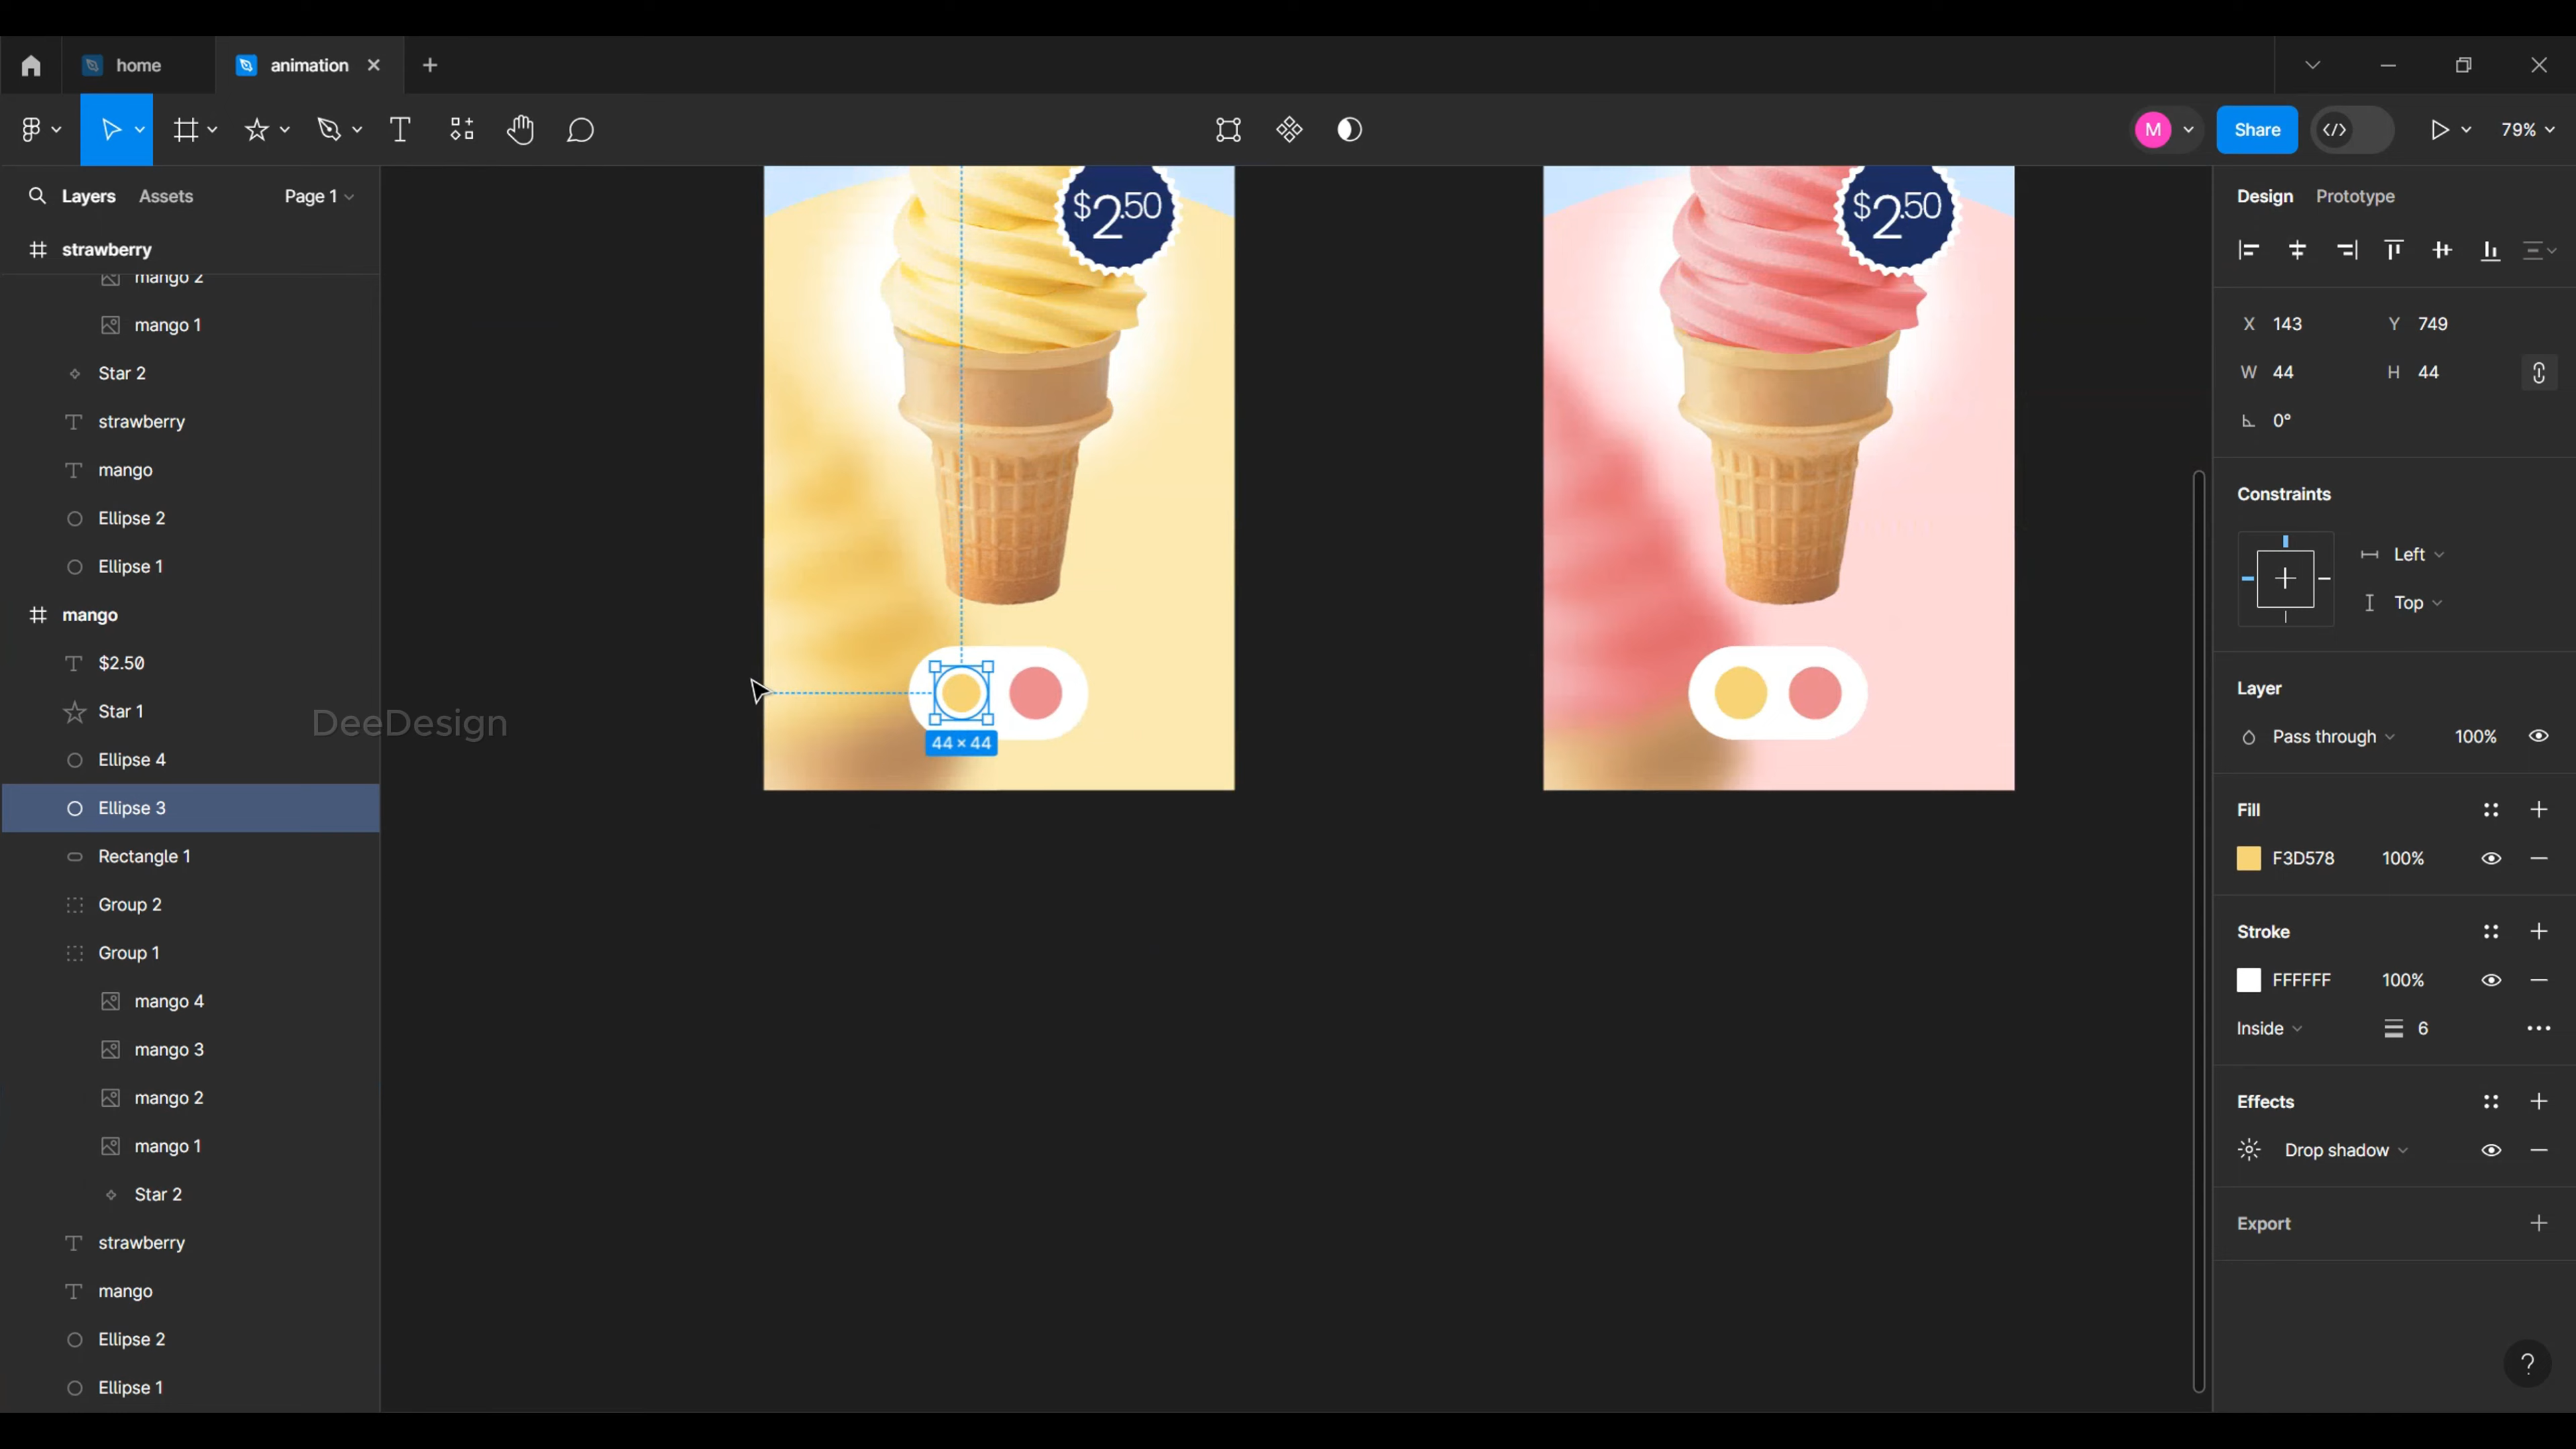 home
animation
M
Share
79%
Layers
Assets
Page 1
strawberry
mango 2
mango 1
Star 2
strawberry
mango
Ellipse 2
Ellipse 1
mango
$2.50
Star 1
Ellipse 4
Ellipse 3
Rectangle 1
Group 2
Group 1
mango 4
mango 3
mango 2
mango 1
Star 2
strawberry
mango
Ellipse 2
Ellipse 1
DeeDesign
$2.50
$2.50
44 × 44
Design
Prototype
X 143 Y 749
W 44 H 44
0°
Constraints
Left
Top
Layer
Pass through 100%
Fill
F3D578 100%
Stroke
FFFFFF 100%
Inside 6
Effects
Drop shadow
Export
?